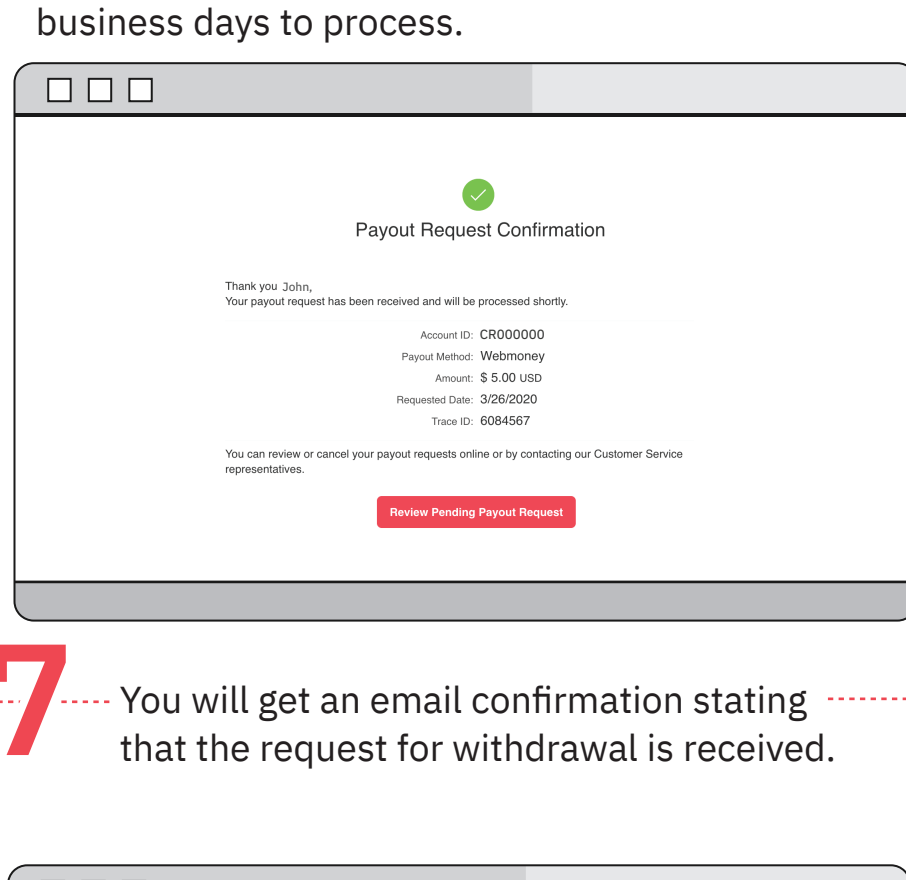 business days to process.
Payout Request Confirmation
Thank you John,
Your payout request has been received and will be processed shortly.
Account ID: CR000000
Payout Method: Webmoney
Amount: $ 5.00 USD
Requested Date: 3/26/2020
Trace ID: 6084567
You can review or cancel your payout requests online or by contacting our Customer Service
representatives.
Review Pending Payout Request
7
You will get an email confirmation stating
that the request for withdrawal is received.